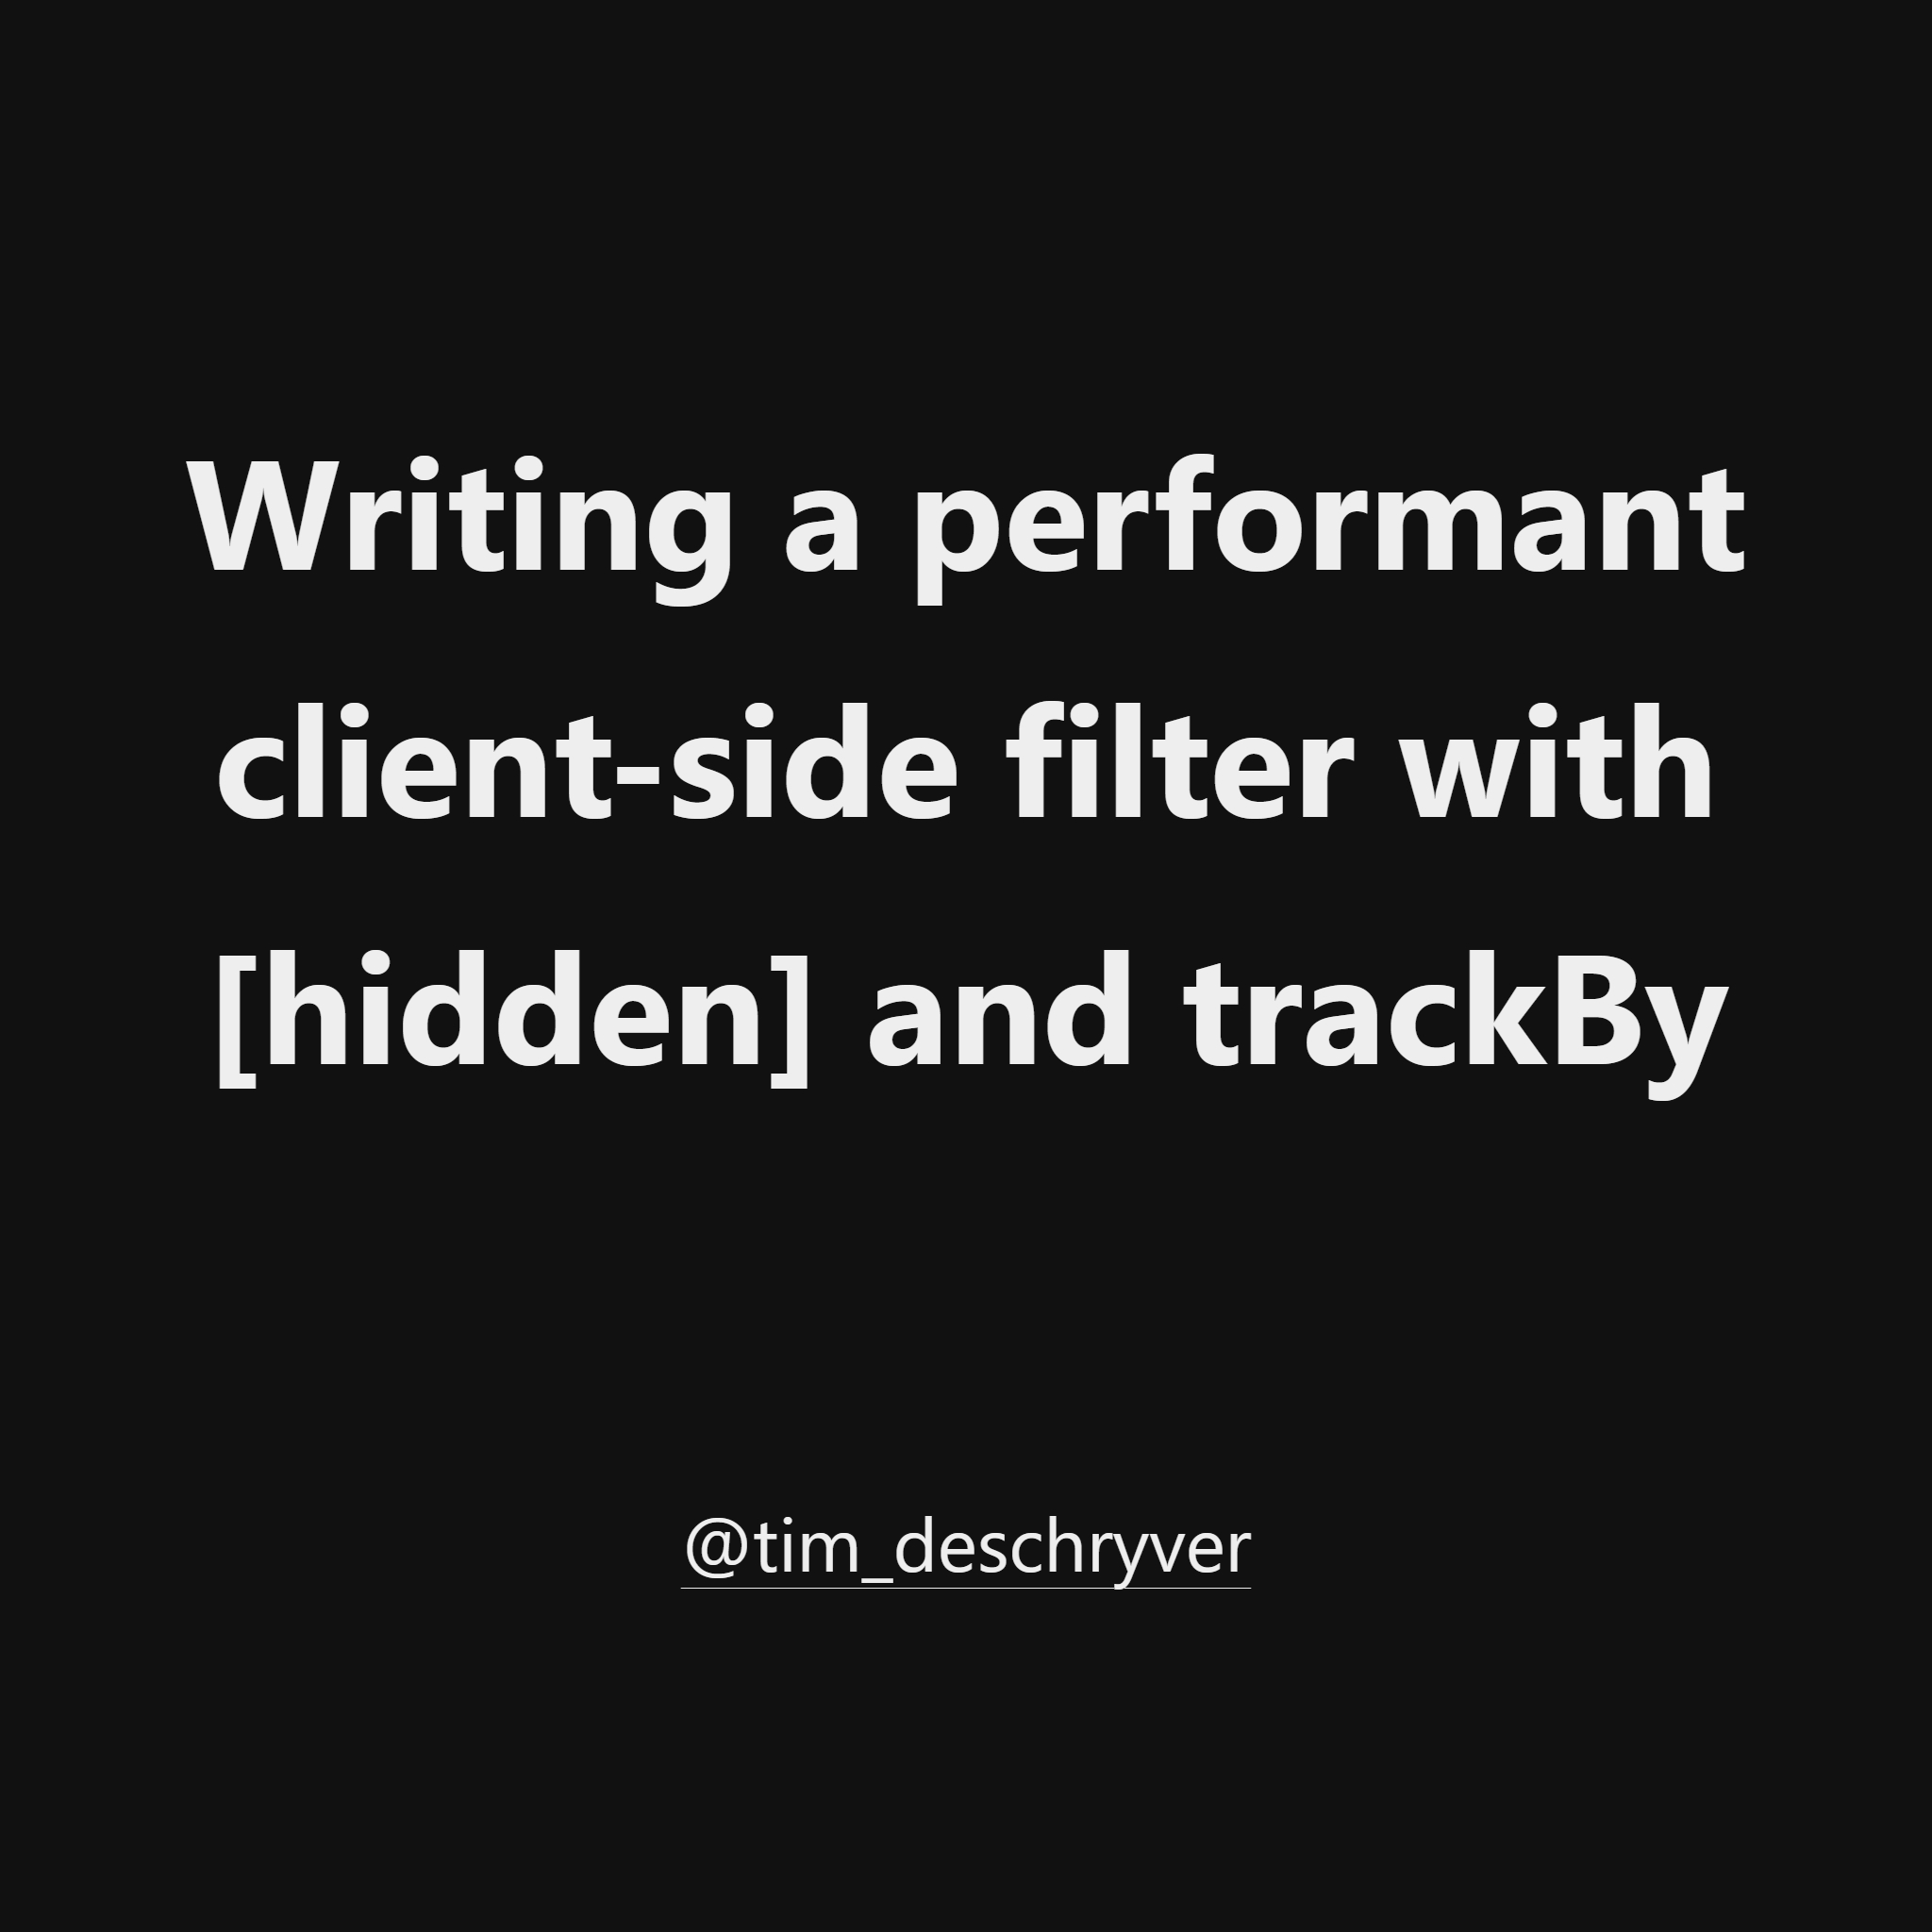 Writing a performant
client-side filter with
[hidden] and trackBy
@tim_deschryver